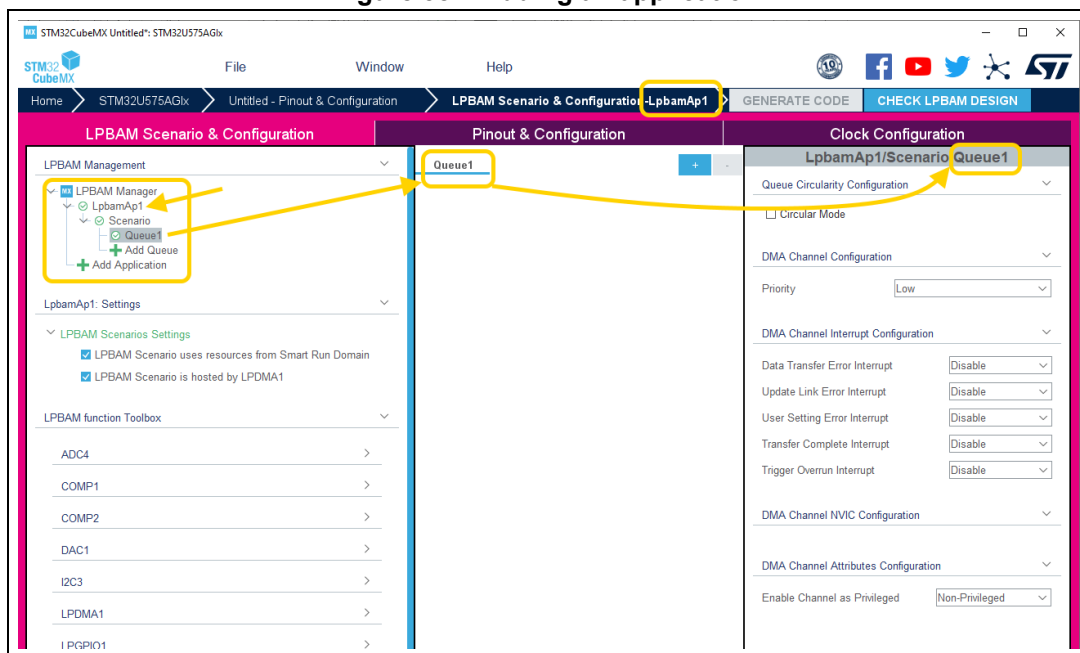 STM32CubeMX Untitled*: STM32U575AGIx
STM32 CubeMX File Window Help
Home STM32U575AGIx Untitled - Pinout & Configuration LPBAM Scenario & Configuration -LpbamAp1 GENERATE CODE CHECK LPBAM DESIGN
LPBAM Scenario & Configuration Pinout & Configuration Clock Configuration
LPBAM Management
LPBAM Manager
LpbamAp1
Scenario
Queue1
Add Queue
Add Application
LpbamAp1: Settings
LPBAM Scenarios Settings
LPBAM Scenario uses resources from Smart Run Domain
LPBAM Scenario is hosted by LPDMA1
LPBAM function Toolbox
ADC4
COMP1
COMP2
DAC1
I2C3
LPDMA1
LPGPIO1
Queue1 + -
LpbamAp1/Scenario Queue1
Queue Circularity Configuration
Circular Mode
DMA Channel Configuration
Priority Low
DMA Channel Interrupt Configuration
Data Transfer Error Interrupt Disable
Update Link Error Interrupt Disable
User Setting Error Interrupt Disable
Transfer Complete Interrupt Disable
Trigger Overrun Interrupt Disable
DMA Channel NVIC Configuration
DMA Channel Attributes Configuration
Enable Channel as Privileged Non-Privileged